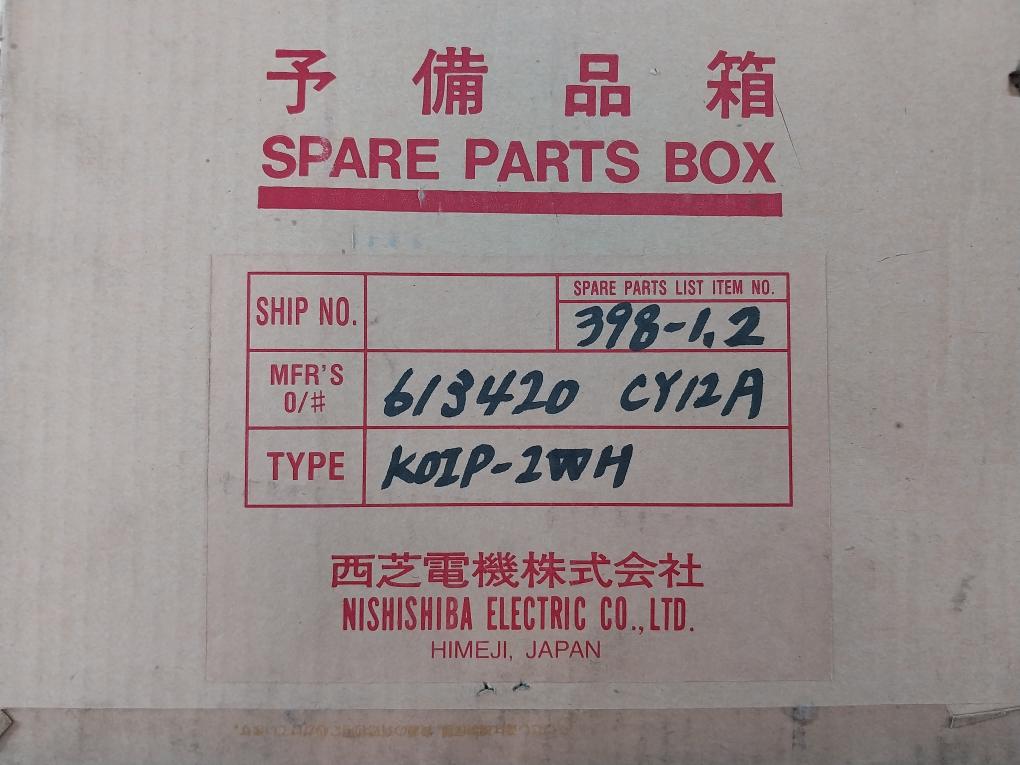 予備品箱
SPARE PARTS BOX
SHIP NO.
SPARE PARTS LIST ITEM NO.
398-1,2
MFR'S O/# 613420 CY12A
TYPE KOIP-2WH
西芝電機株式会社
NISHISHIBA ELECTRIC CO., LTD.
HIMEJI, JAPAN